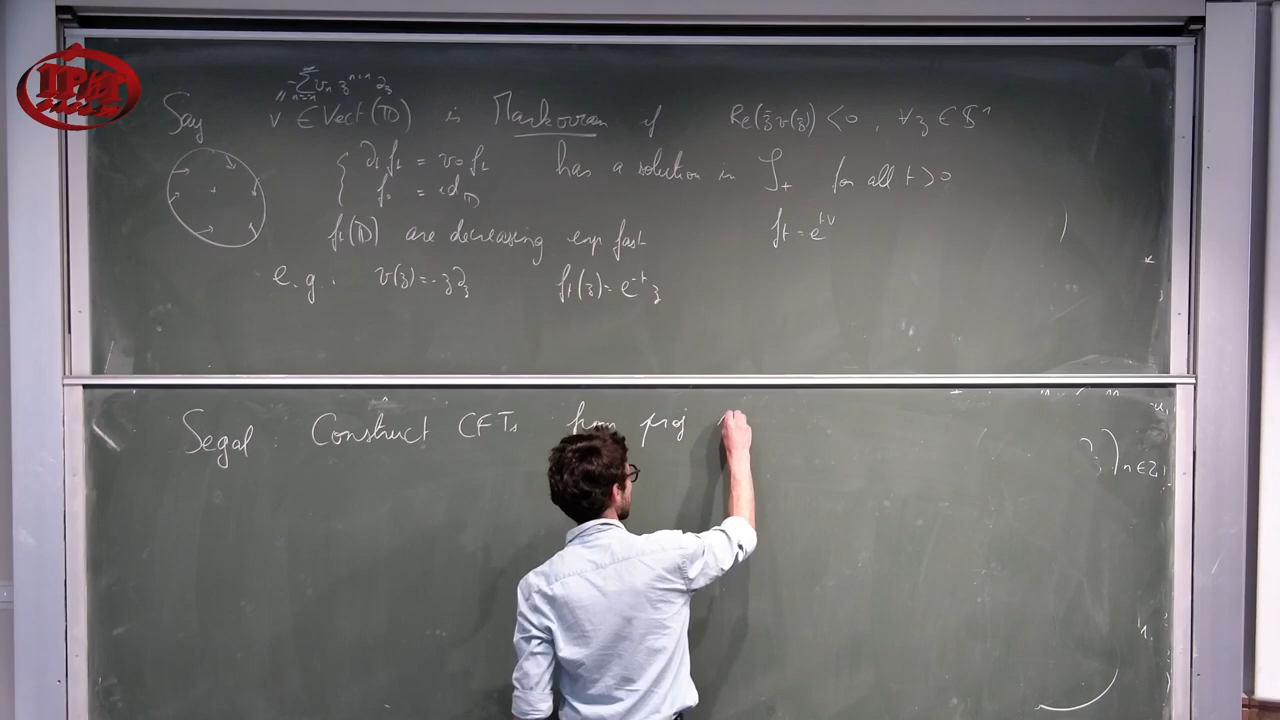 IPhT
"-∑ vₙ z^{n+1} ∂_z
Say v ∈ Vect(D) is Markovian if Re(z̄v(z)) < 0, ∀z ∈ S¹
{ ∂ₜfₜ = v∘fₜ has a solution in S₊ for all t > 0
f₀ = id_D
fₜ(D) are decreasing exp fast fₜ = e^{tv}
e.g. : v(z) = -z∂_z fₜ(z) = e^{-t}z
Segal : Construct CFTs from proj
)n∈Z